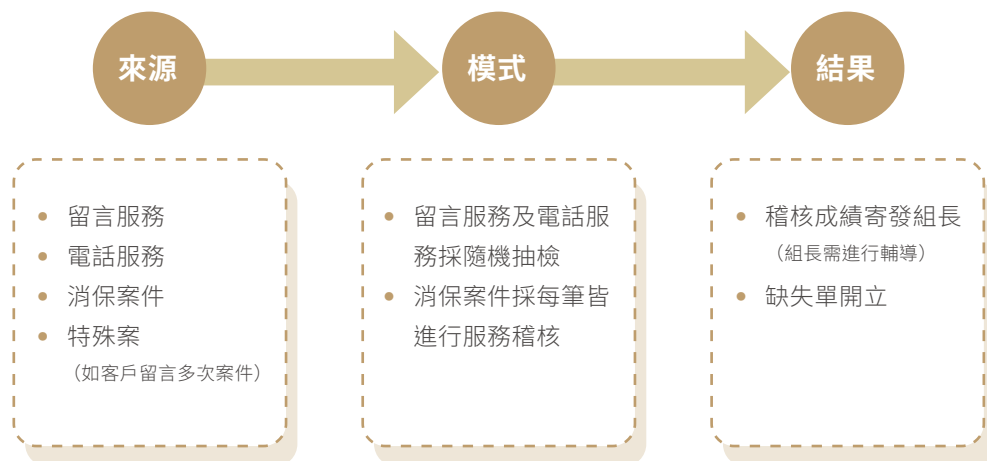 來源
模式
結果
留言服務
電話服務
消保案件
特殊案
（如客戶留言多次案件）
留言服務及電話服
務採隨機抽檢
消保案件採每筆皆
進行服務稽核
稽核成績寄發組長
（組長需進行輔導）
缺失單開立